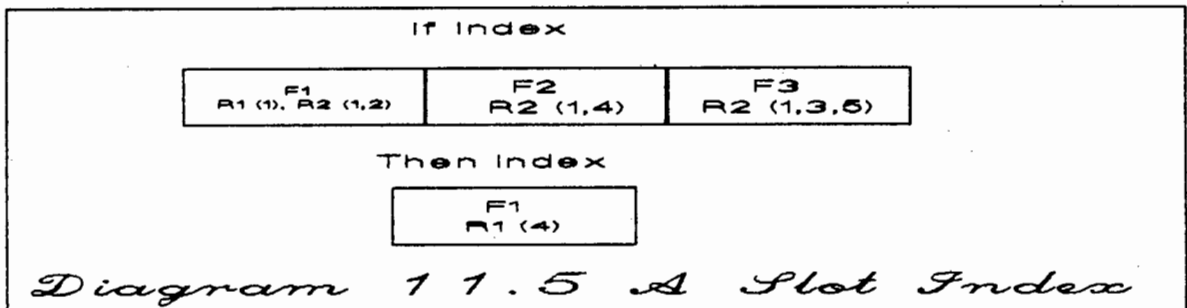 If Index
F1 F2 F3
R1 (1), R2 (1,2) R2 (1,4) R2 (1,3,5)
Then Index
F1
R1 (4)
Diagram 11.5 A Slot Index